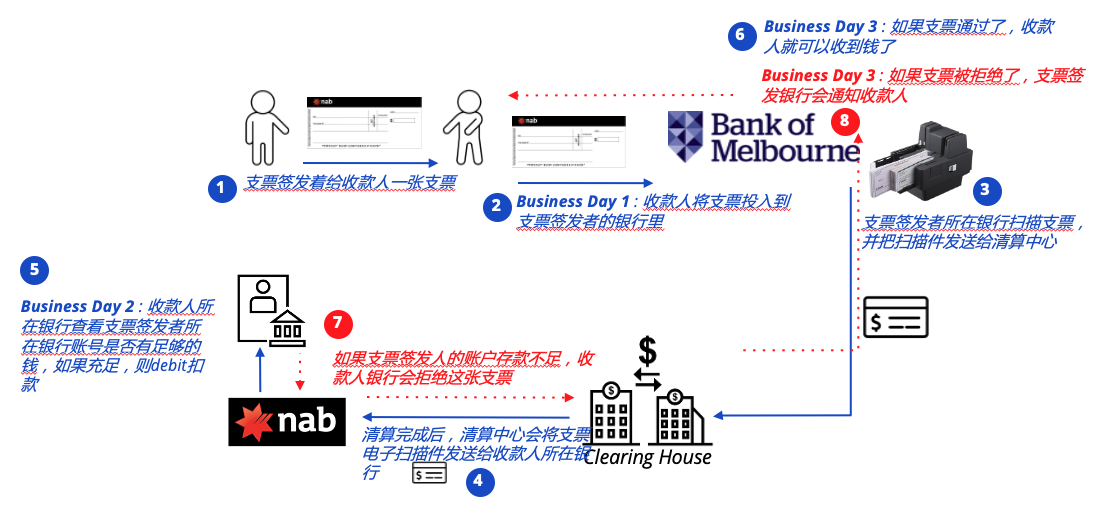 6
Business Day 3 : 如果支票通过了，收款
人就可以收到钱了
Business Day 3 : 如果支票被拒绝了，支票签
发银行会通知收款人
8
nab
nab
Bank of
Melbourne
1
支票签发着给收款人一张支票
2
Business Day 1 : 收款人将支票投入到
支票签发者的银行里
3
支票签发者所在银行扫描支票，
并把扫描件发送给清算中心
5
Business Day 2 : 收款人所
在银行查看支票签发者所
在银行账号是否有足够的
钱，如果充足，则debit扣
款
7
如果支票签发人的账户存款不足，收
款人银行会拒绝这张支票
$
$
$
$
nab
清算完成后，清算中心会将支票
电子扫描件发送给收款人所在银
行
$
4
Clearing House